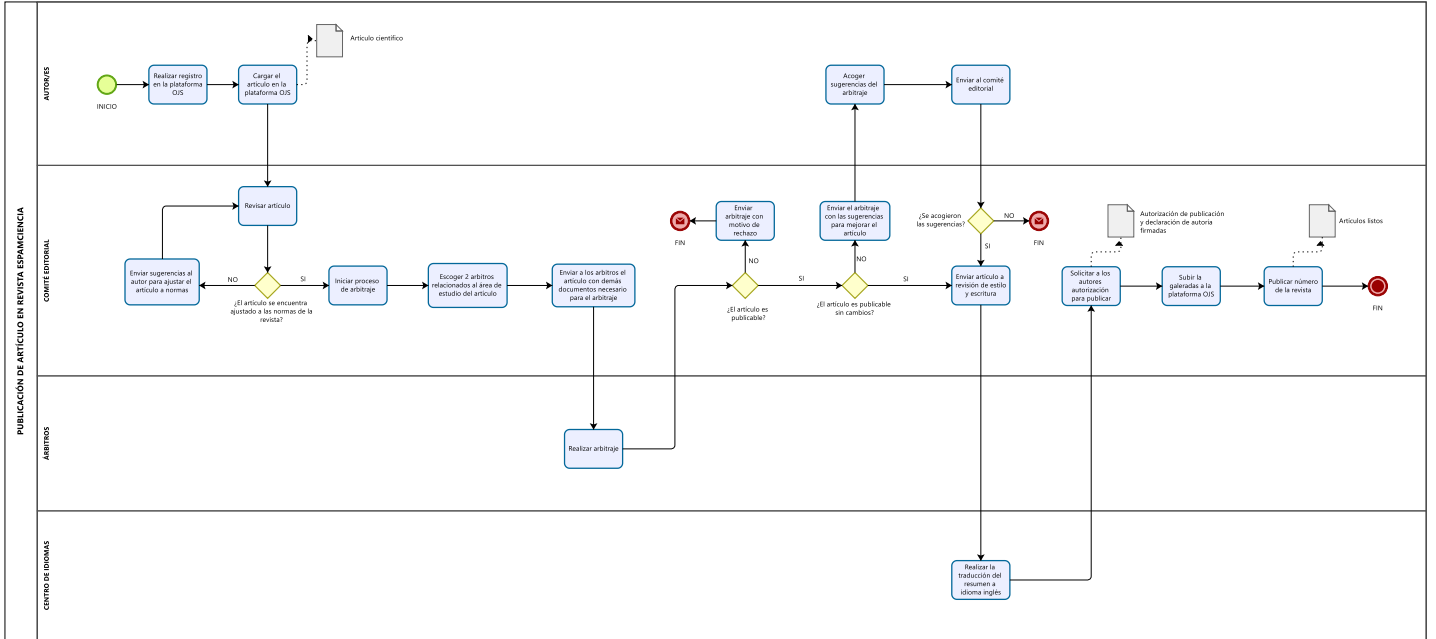 PUBLICACIÓN DE ARTÍCULO EN REVISTA ESPAMCIENCIA
AUTOR/ES
INICIO
Realizar registro
en la plataforma
OJS
Cargar el
artículo en la
plataforma OJS
Artículo científico
Acoger
sugerencias del
arbitraje
Enviar al comité
editorial
COMITÉ EDITORIAL
Revisar artículo
Enviar sugerencias al
autor para ajustar el
artículo a normas
NO
SI
¿El artículo se encuentra
ajustado a las normas de la
revista?
Iniciar proceso
de arbitraje
Escoger 2 arbitros
relacionados al área de
estudio del artículo
Enviar a los arbitros el
artículo con demás
documentos necesario
para el arbitraje
FIN
Enviar
arbitraje con
motivo de
rechazo
NO
¿El artículo es
publicable?
SI
Enviar el arbitraje
con las sugerencias
para mejorar el
artículo
NO
¿El artículo es publicable
sin cambios?
SI
¿Se acogieron
las sugerencias?
NO
FIN
SI
Enviar artículo a
revisión de estilo
y escritura
Solicitar a los
autores
autorización
para publicar
Autorización de publicación
y declaración de autoría
firmadas
Subir la
galeradas a la
plataforma OJS
Publicar número
de la revista
Artículos listos
FIN
ÁRBITROS
Realizar arbitraje
CENTRO DE IDIOMAS
Realizar la
traducción del
resumen a
idioma inglés